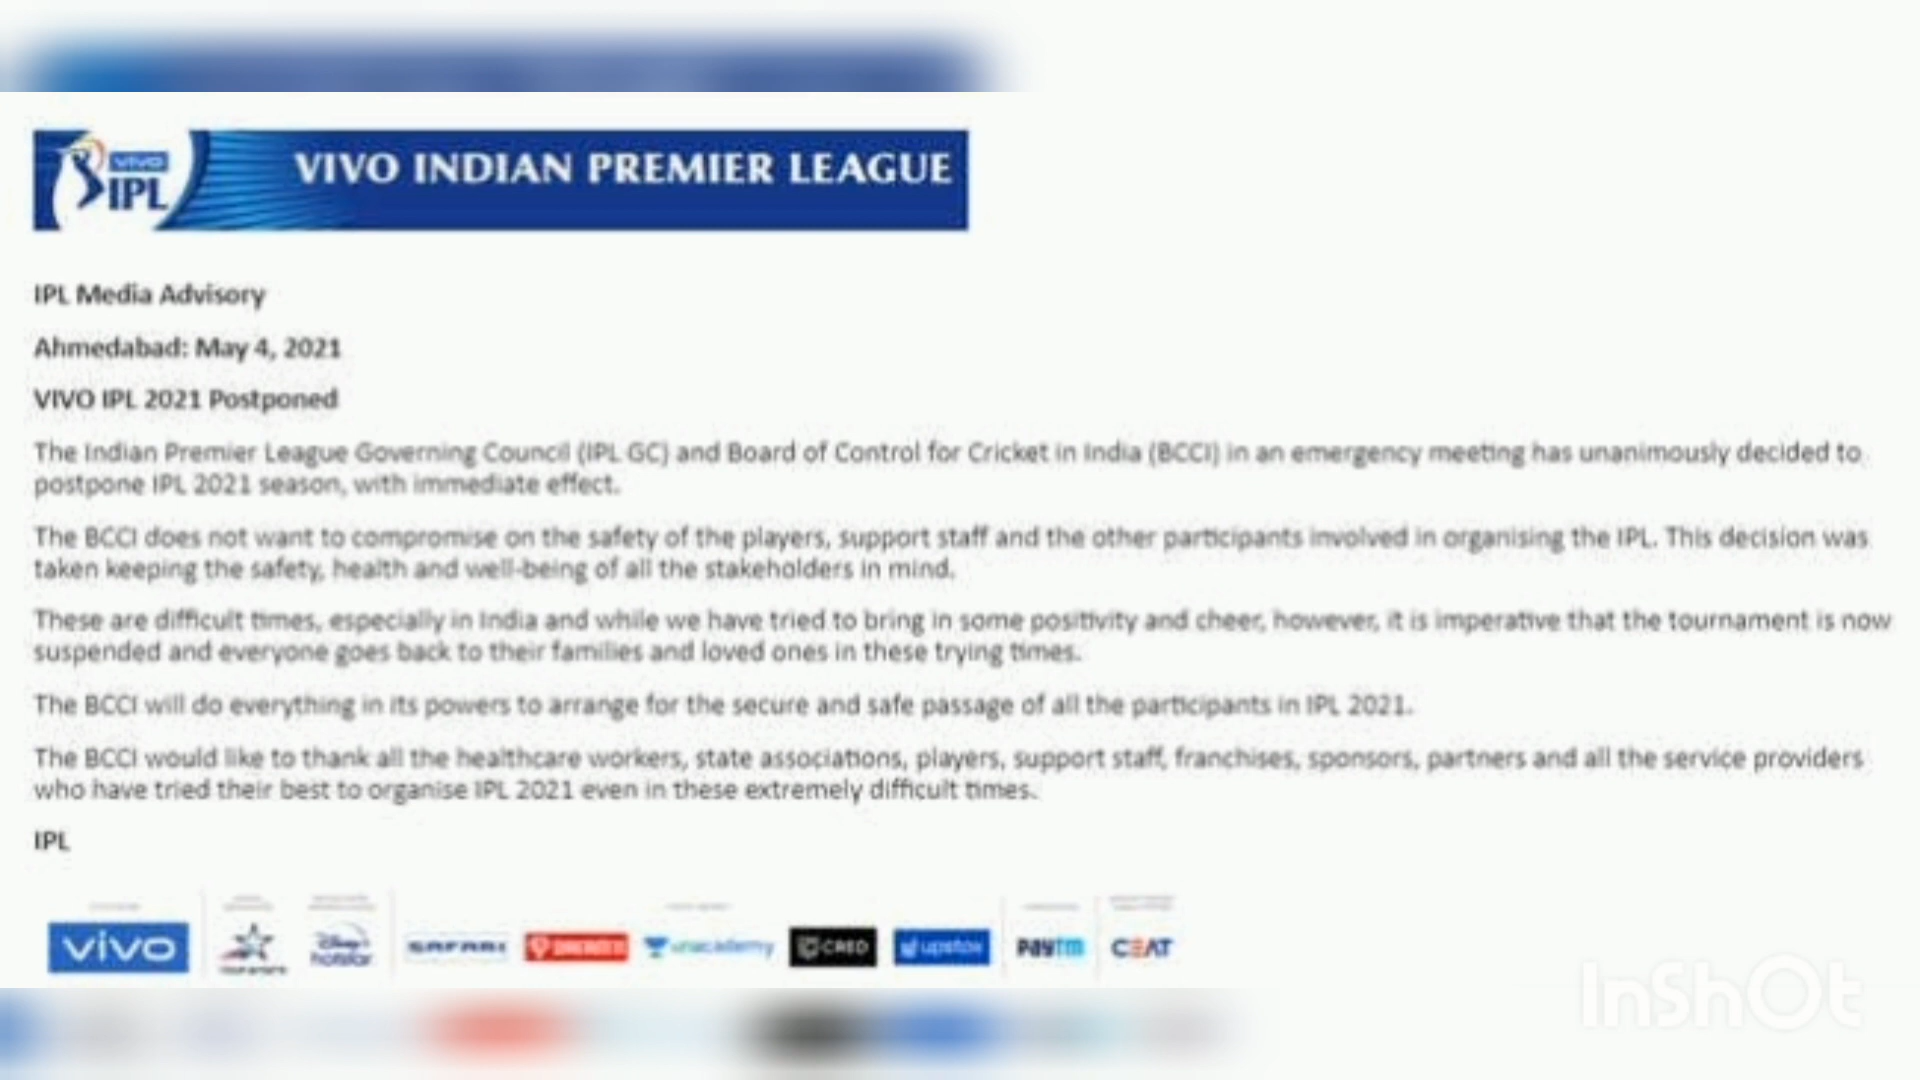 VIVO IPL
VIVO INDIAN PREMIER LEAGUE
IPL Media Advisory
Ahmedabad: May 4, 2021
VIVO IPL 2021 Postponed
The Indian Premier League Governing Council (IPL GC) and Board of Control for Cricket in India (BCCI) in an emergency meeting has unanimously decided to
postpone IPL 2021 season, with immediate effect.
The BCCI does not want to compromise on the safety of the players, support staff and the other participants involved in organising the IPL. This decision was
taken keeping the safety, health and well-being of all the stakeholders in mind.
These are difficult times, especially in India and while we have tried to bring in some positivity and cheer, however, it is imperative that the tournament is now
suspended and everyone goes back to their families and loved ones in these trying times.
The BCCI will do everything in its powers to arrange for the secure and safe passage of all the participants in IPL 2021.
The BCCI would like to thank all the healthcare workers, state associations, players, support staff, franchises, sponsors, partners and all the service providers
who have tried their best to organise IPL 2021 even in these extremely difficult times.
IPL
vivo Disney+ hotstar SAFARI unacademy CRED upstox paytm CEAT
InShOt